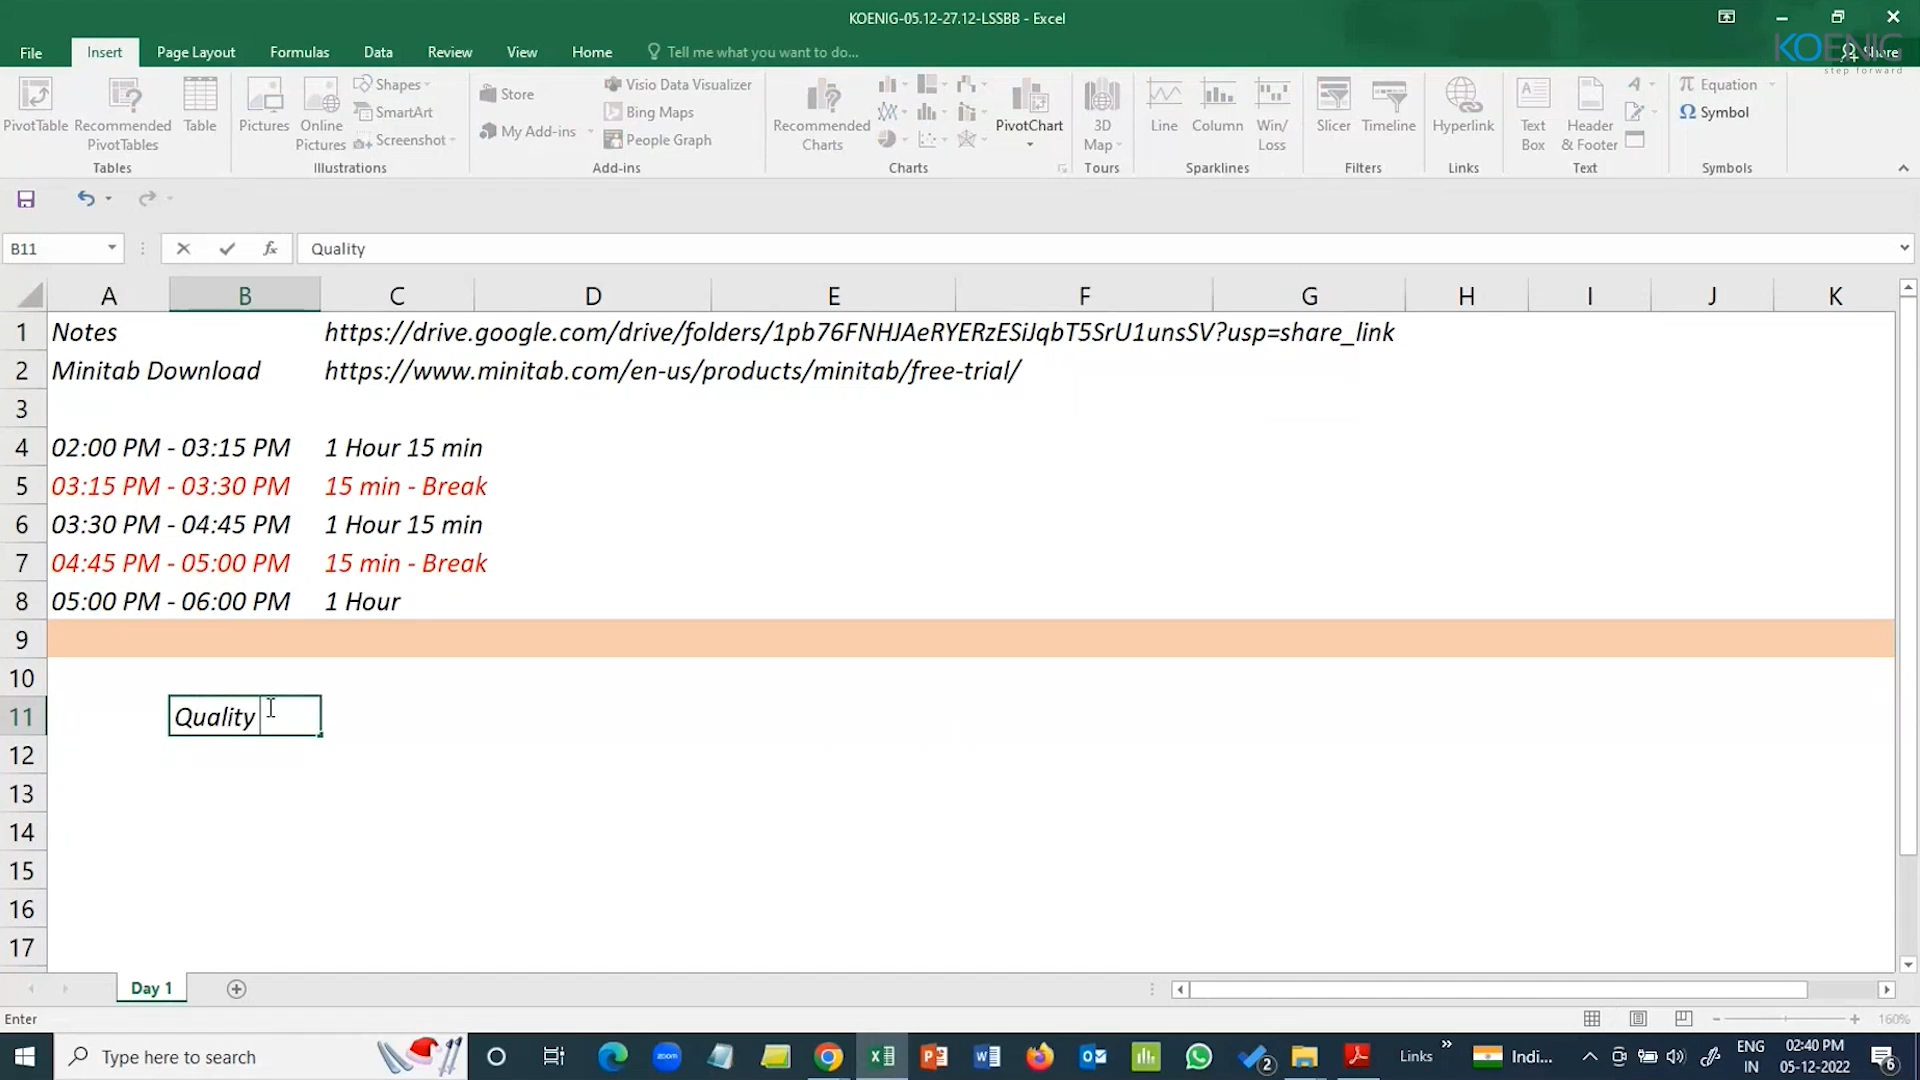 KOENIG-05.12-27.12-LSSBB - Excel
KOENIG
step forward
File Insert Page Layout Formulas Data Review View Home Tell me what you want to do... Share
PivotTable Recommended PivotTables Table
Pictures Online Pictures Shapes SmartArt Screenshot
Store My Add-ins Visio Data Visualizer Bing Maps People Graph
Recommended Charts PivotChart
3D Map Line Column Win/Loss
Slicer Timeline Hyperlink
Text Box Header & Footer Equation Symbol
Tables Illustrations Add-ins Charts Tours Sparklines Filters Links Text Symbols
B11 fx Quality
A B C D E F G H I J K
1 Notes https://drive.google.com/drive/folders/1pb76FNHJAeRYERzESiJqbT5SrU1unsSV?usp=share_link
2 Minitab Download https://www.minitab.com/en-us/products/minitab/free-trial/
3
4 02:00 PM - 03:15 PM 1 Hour 15 min
5 03:15 PM - 03:30 PM 15 min - Break
6 03:30 PM - 04:45 PM 1 Hour 15 min
7 04:45 PM - 05:00 PM 15 min - Break
8 05:00 PM - 06:00 PM 1 Hour
9
10
11 Quality
12
13
14
15
16
17
Day 1
Enter 160%
Type here to search zoom 2 Links Indi... ENG 02:40 PM
IN 05-12-2022 6